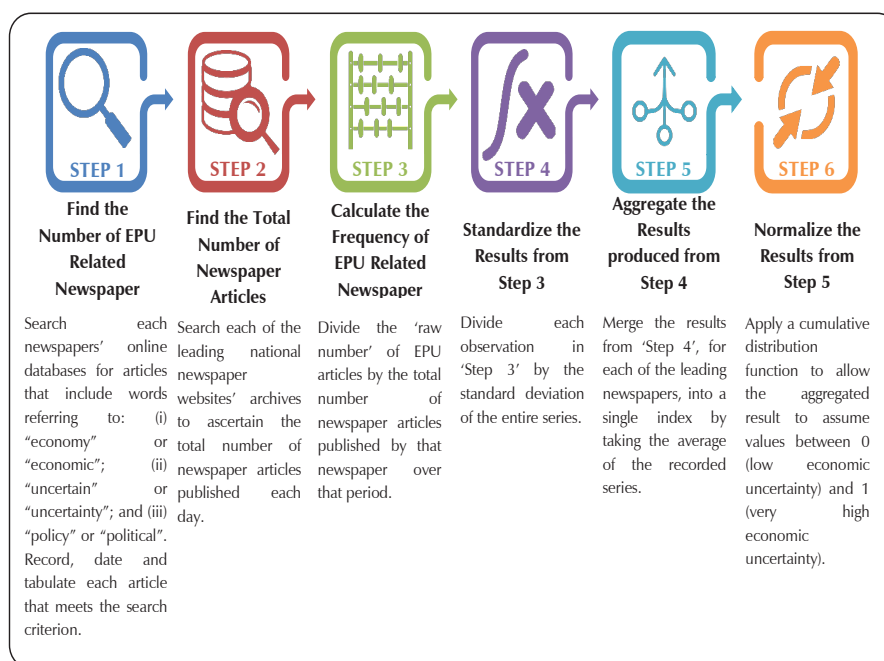 STEP 1
Find the
Number of EPU
Related
Newspaper
Search each
newspapers’ online
databases for articles
that include words
referring to: (i)
“economy” or
“economic”; (ii)
“uncertain” or
“uncertainty”; and (iii)
“policy” or “political”.
Record, date and
tabulate each article
that meets the search
criterion.
STEP 2
Find the Total
Number of
Newspaper
Articles
Search each of the
leading national
newspaper
websites’ archives
to ascertain the
total number of
newspaper articles
published each
day.
STEP 3
Calculate the
Frequency of
EPU Related
Newspaper
Divide the ‘raw
number’ of EPU
articles by the total
number of
newspaper articles
published by that
newspaper over
that period.
STEP 4
Standardize the
Results from
Step 3
Divide each
observation in
‘Step 3’ by the
standard deviation
of the entire series.
STEP 5
Aggregate the
Results
produced from
Step 4
Merge the results
from ‘Step 4’, for
each of the leading
newspapers, into a
single index by
taking the average
of the recorded
series.
STEP 6
Normalize the
Results from
Step 5
Apply a cumulative
distribution
function to allow
the aggregated
result to assume
values between 0
(low economic
uncertainty) and 1
(very high
economic
uncertainty).